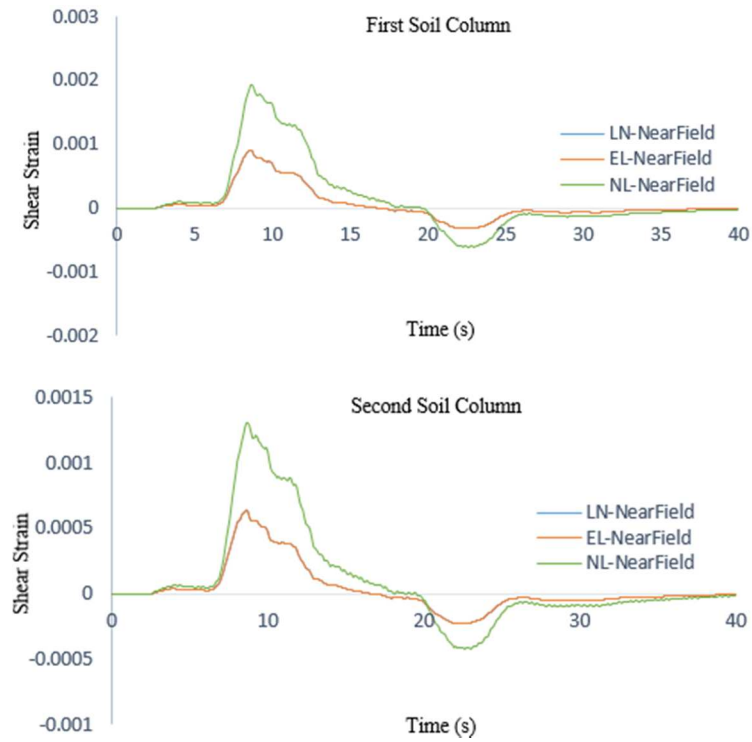 0.003
First Soil Column
0.002
LN-NearField
0.001
EL-NearField
NL-NearField
Shear Strain
0
0 5 10 15 20 25 30 35 40
-0.001
-0.002
Time (s)
0.0015
Second Soil Column
0.001
LN-NearField
0.0005
EL-NearField
NL-NearField
Shear Strain
0
0 10 20 30 40
-0.0005
-0.001
Time (s)